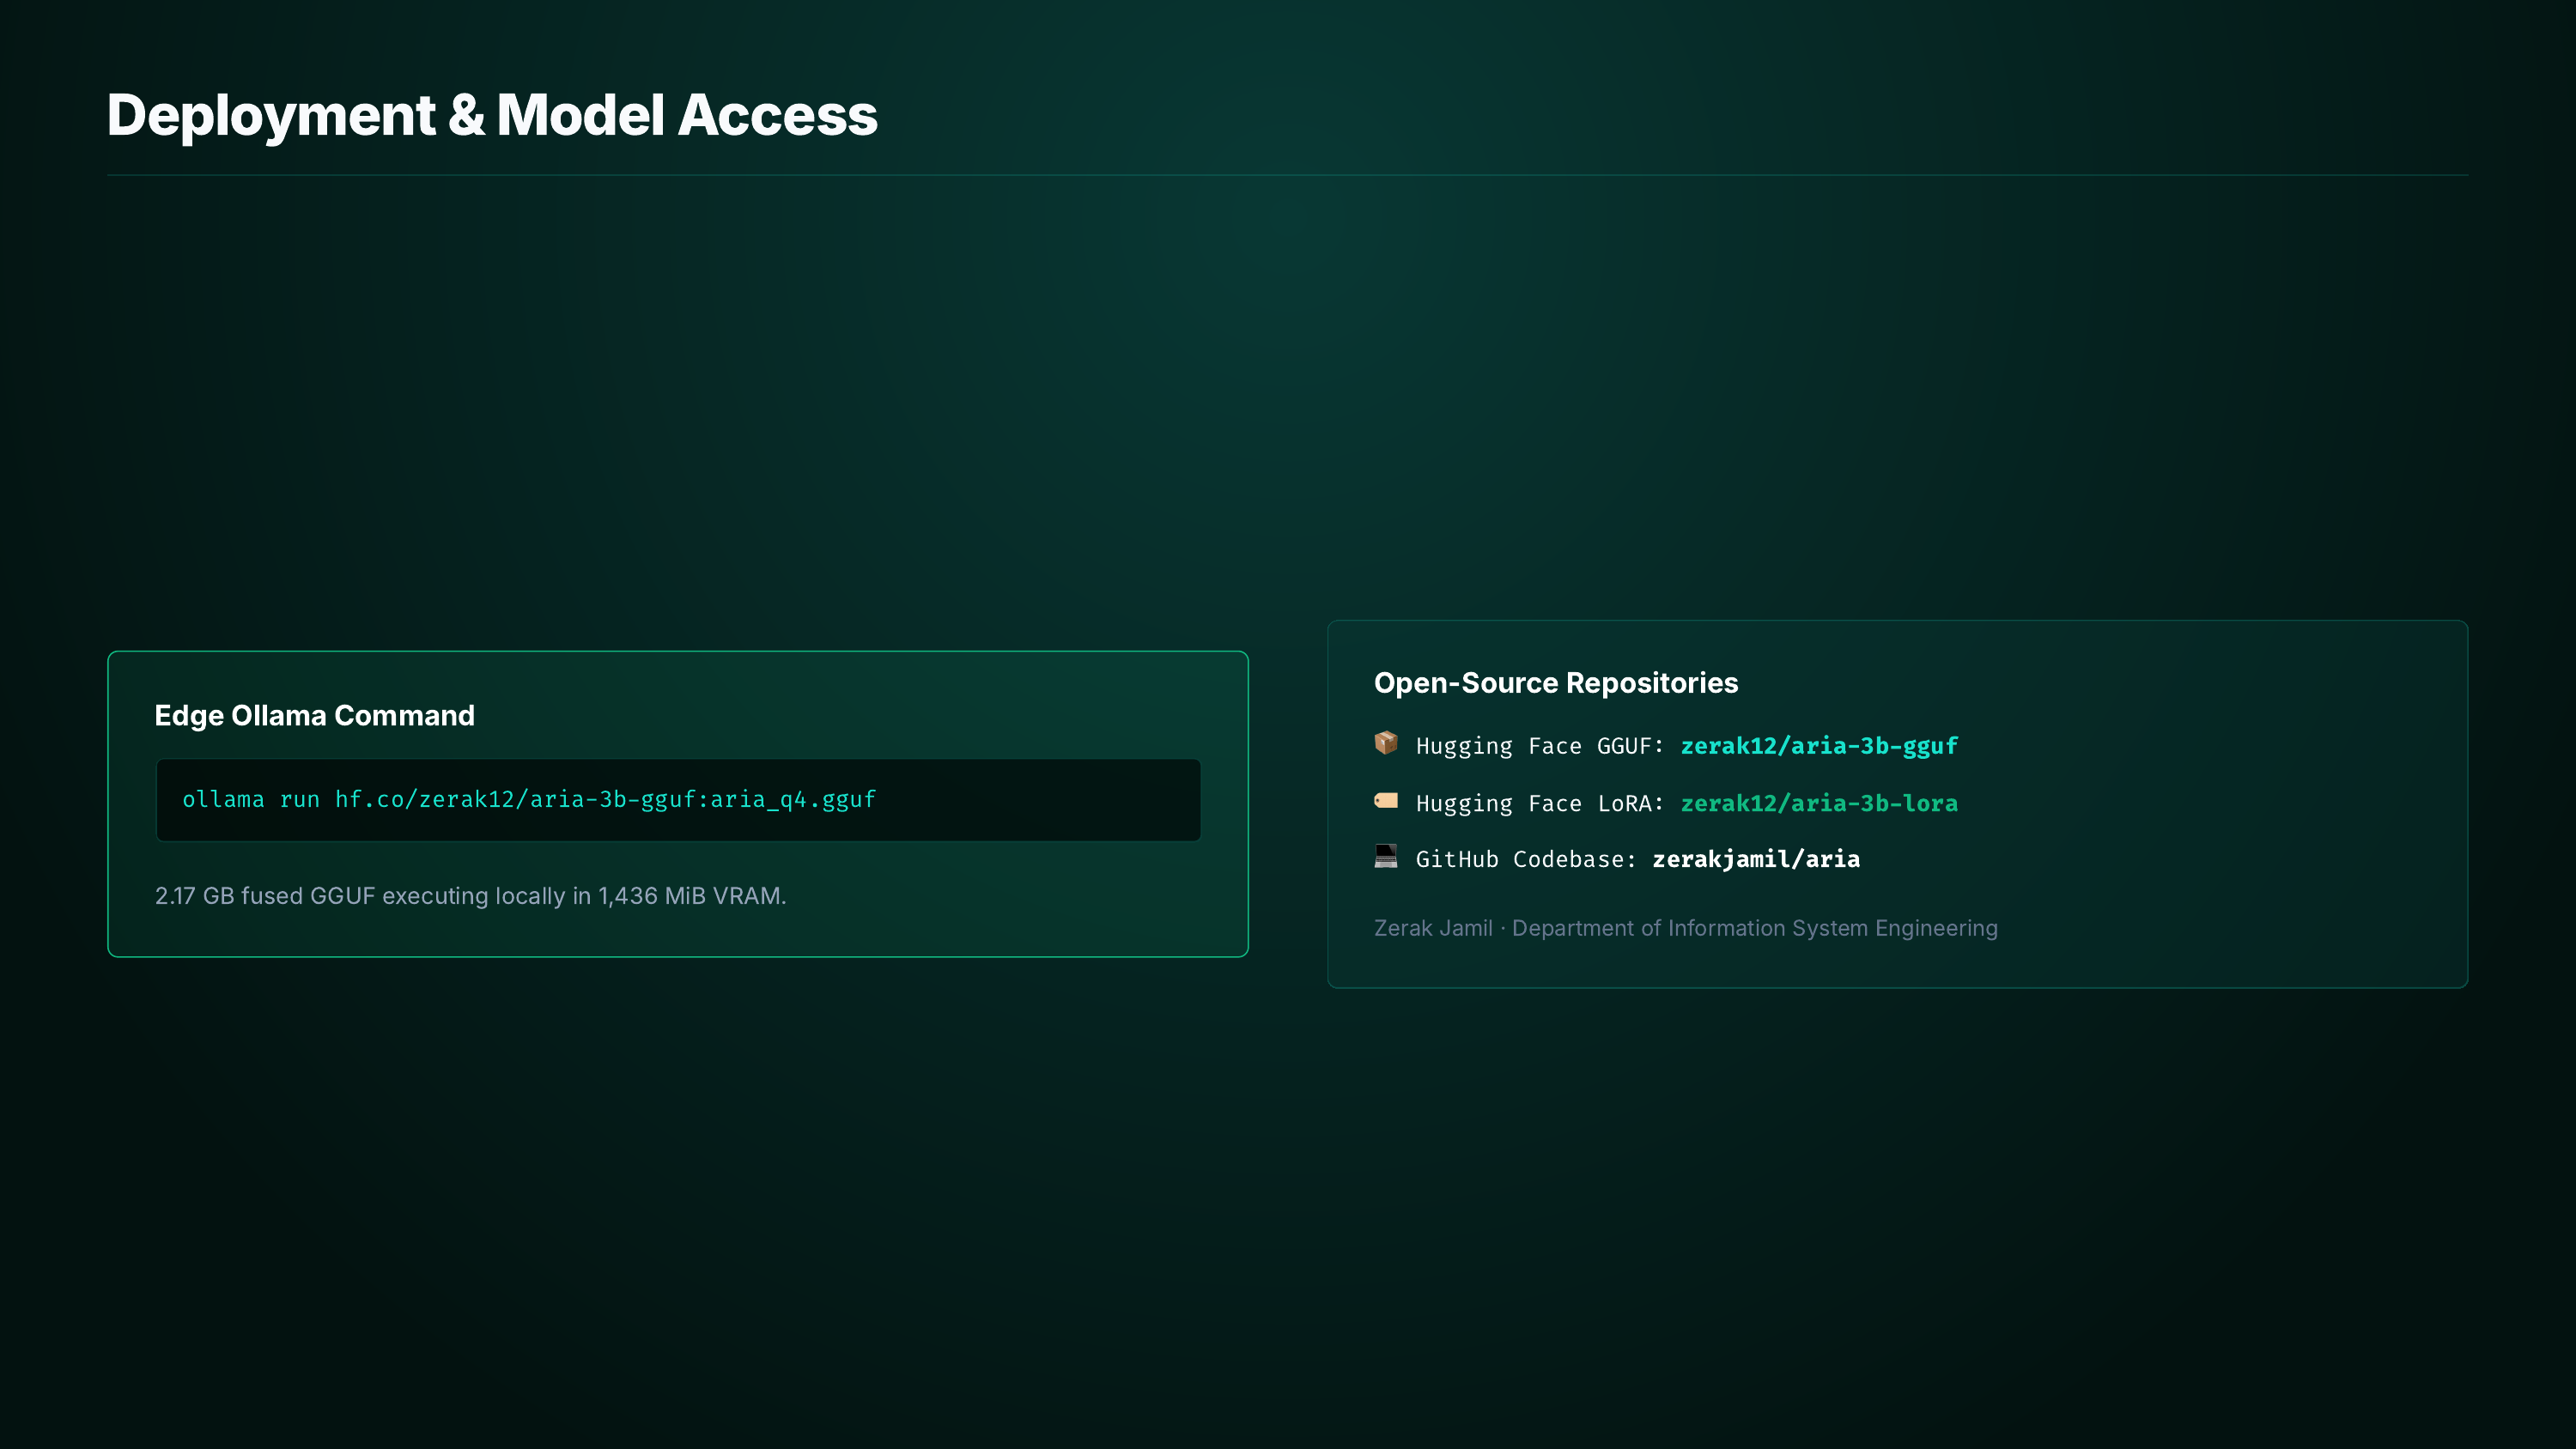 Deployment & Model Access
Edge Ollama Command
ollama run hf.co/zerak12/aria-3b-gguf:aria_q4.gguf
2.17 GB fused GGUF executing locally in 1,436 MiB VRAM.
Open-Source Repositories
📦 Hugging Face GGUF: zerak12/aria-3b-gguf
🏷️ Hugging Face LoRA: zerak12/aria-3b-lora
💻 GitHub Codebase: zerakjamil/aria
Zerak Jamil · Department of Information System Engineering